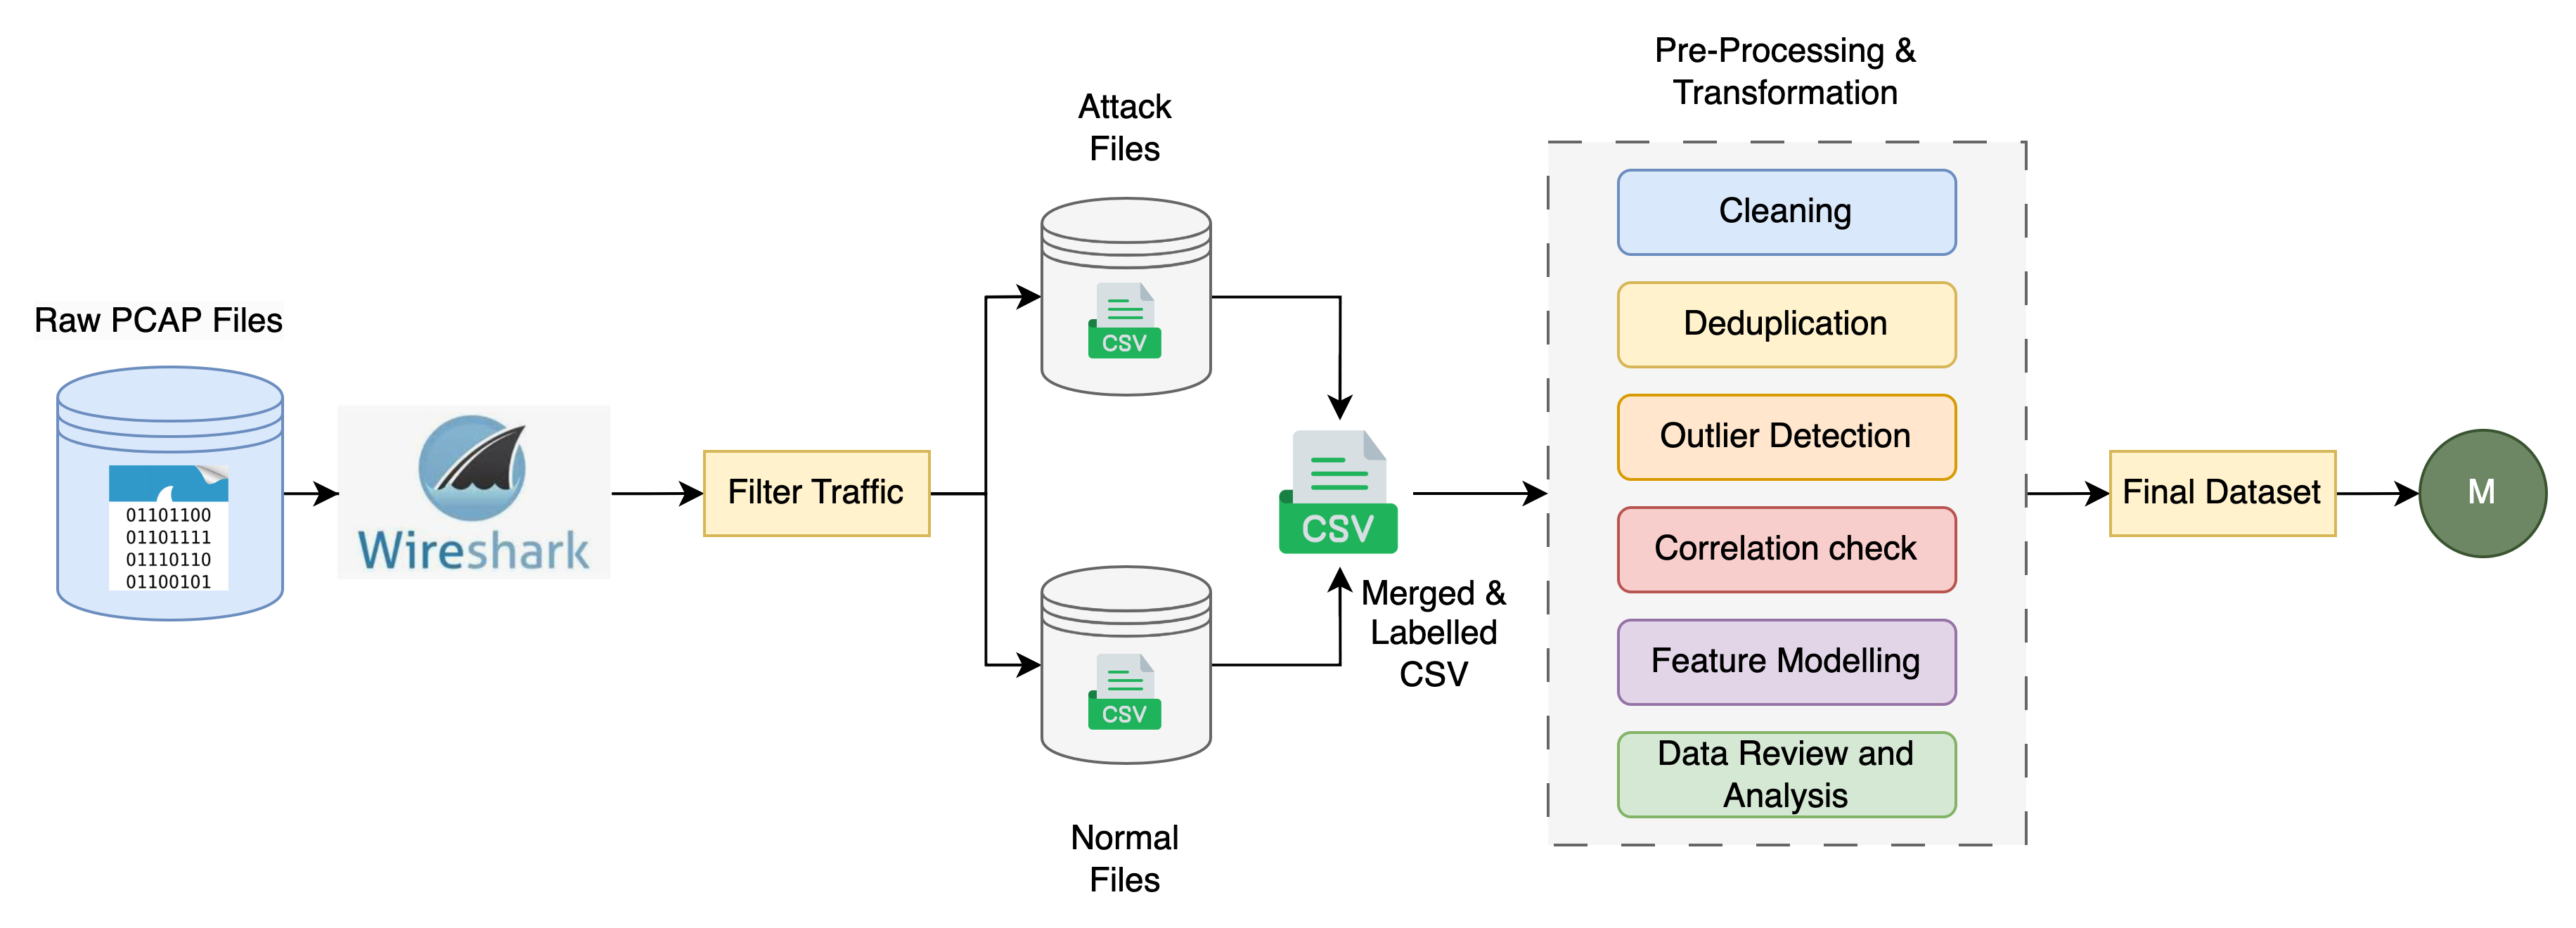 Raw PCAP Files
01101100
01101111
01110110
01100101
Wireshark
Filter Traffic
Attack
Files
CSV
Normal
Files
CSV
CSV
Merged &
Labelled
CSV
Pre-Processing &
Transformation
Cleaning
Deduplication
Outlier Detection
Correlation check
Feature Modelling
Data Review and
Analysis
Final Dataset
M